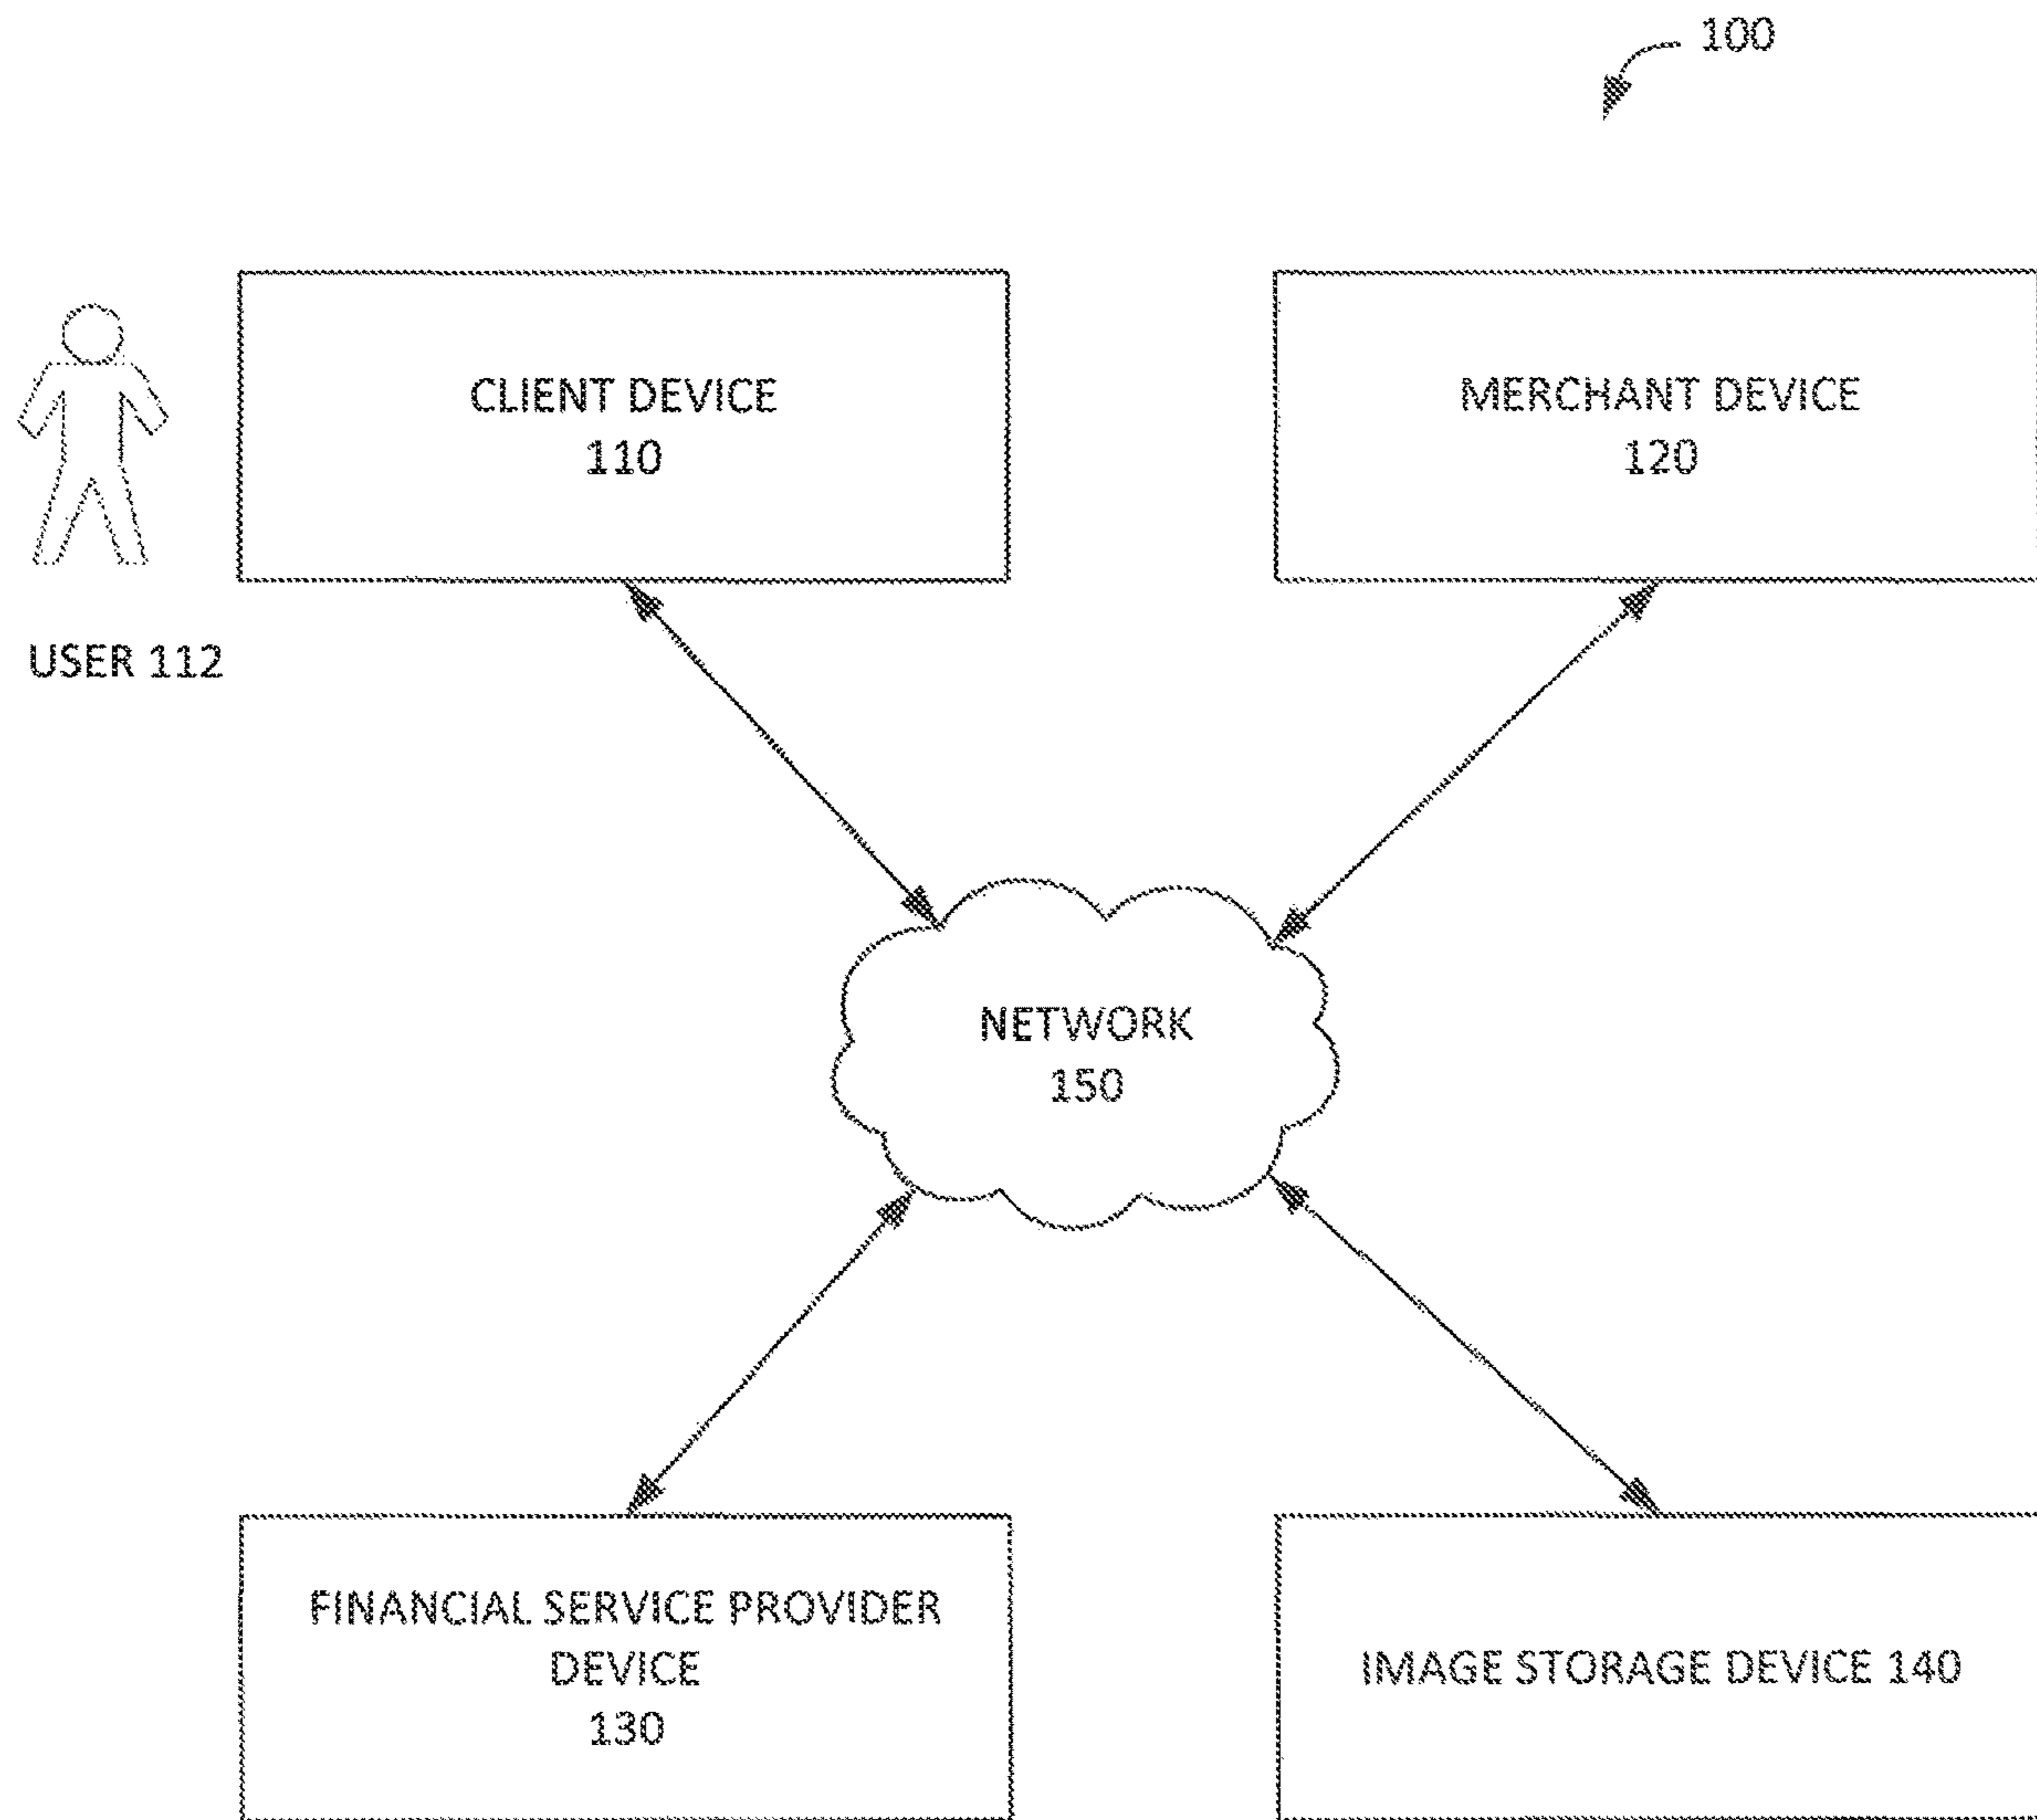 100
CLIENT DEVICE
110
MERCHANT DEVICE
120
USER 112
NETWORK
150
FINANCIAL SERVICE PROVIDER
DEVICE
130
IMAGE STORAGE DEVICE 140